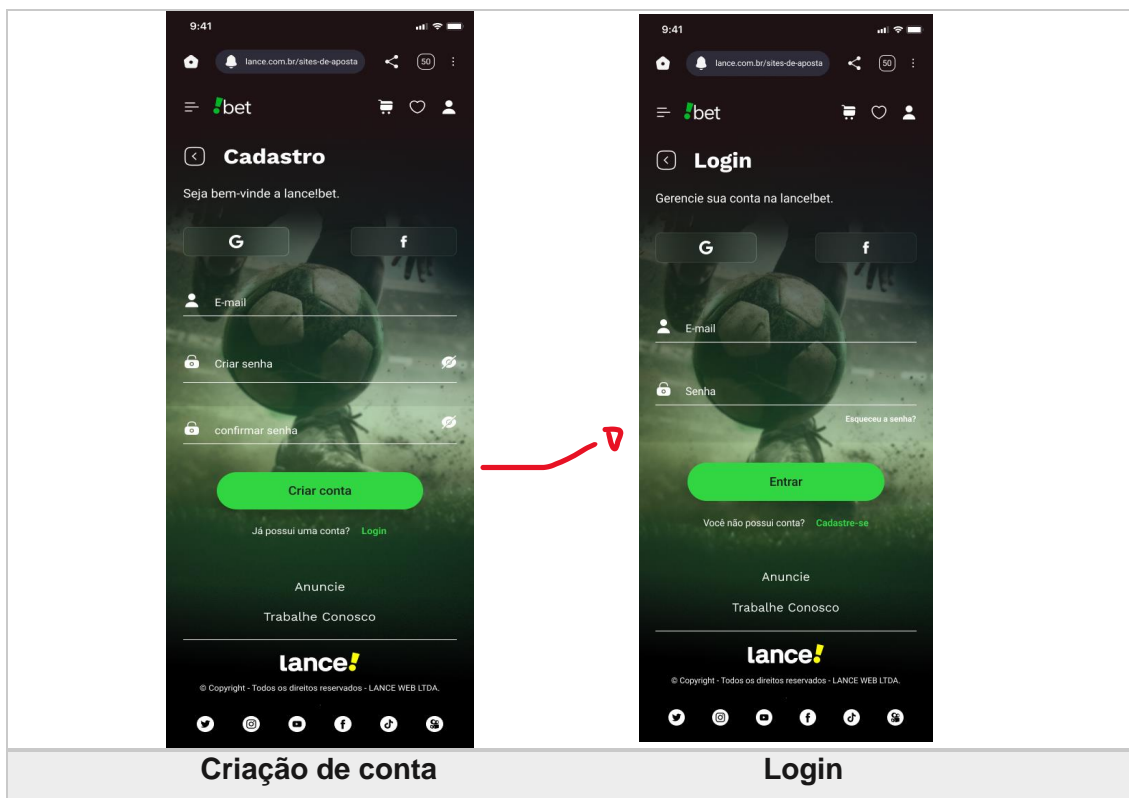 9:41
lance.com.br/sites-de-aposta
50
!bet
Cadastro
Seja bem-vinde a lance!bet.
G
f
E-mail
Criar senha
confirmar senha
Criar conta
Já possui uma conta? Login
Anuncie
Trabalhe Conosco
Lance!
© Copyright - Todos os direitos reservados - LANCE WEB LTDA.
Criação de conta
9:41
lance.com.br/sites-de-aposta
50
!bet
Login
Gerencie sua conta na lance!bet.
G
f
E-mail
Senha
Esqueceu a senha?
Entrar
Você não possui conta? Cadastre-se
Anuncie
Trabalhe Conosco
Lance!
© Copyright - Todos os direitos reservados - LANCE WEB LTDA.
Login